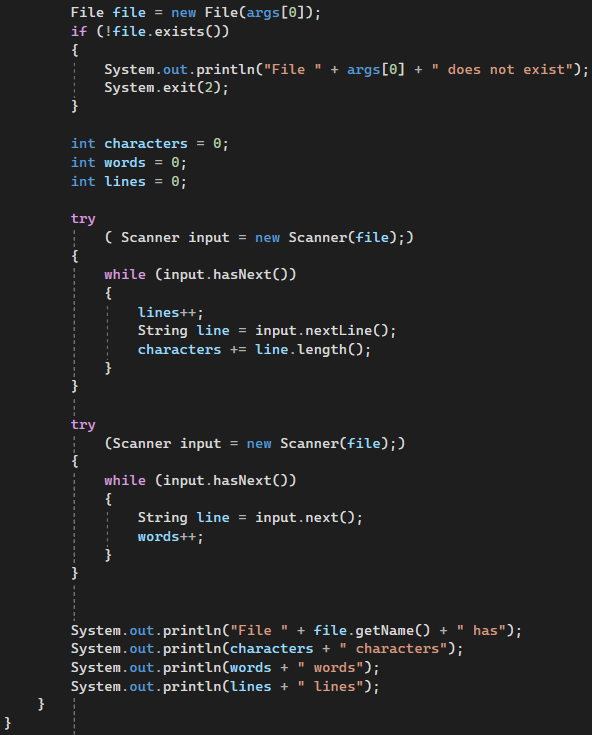 File file = new File(args[0]);
if (!file.exists())
{
System.out.println("File " + args[0] + " does not exist");
System.exit(2);
}
int characters = 0;
int words = 0;
int lines = 0;
try
( Scanner input = new Scanner(file);)
{
while (input.hasNext())
{
lines++;
String line = input.nextLine();
characters += line.length();
}
}
try
(Scanner input = new Scanner(file);)
{
while (input.hasNext())
{
String line = input.next();
words++;
}
}
System.out.println("File " + file.getName() + " has");
System.out.println(characters + " characters");
System.out.println(words + " words");
System.out.println(lines + " lines");
}
}